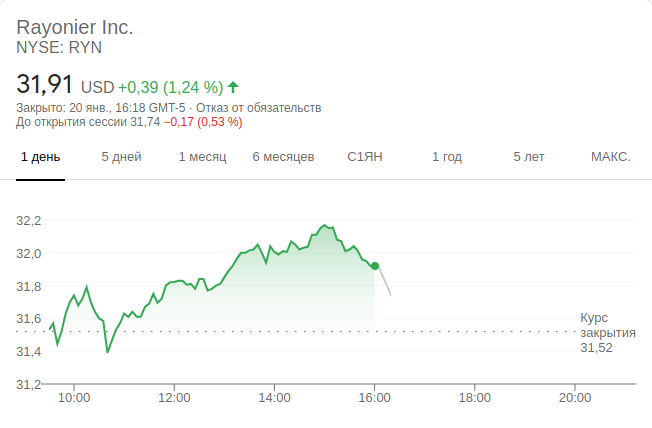 Rayonier Inc.
NYSE: RYN
31,91 USD +0,39 (1,24 %)
Закрыто: 20 янв., 16:18 GMT-5 · Отказ от обязательств
До открытия сессии 31,74 −0,17 (0,53 %)
1 день 5 дней 1 месяц 6 месяцев С1ЯН 1 год 5 лет МАКС.
32,2
32,0
31,8
31,6
31,4
31,2
Курс
закрытия
31,52
10:00 12:00 14:00 16:00 18:00 20:00